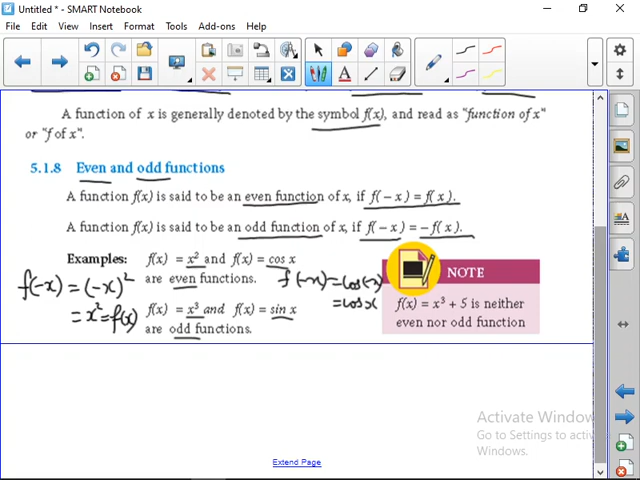 Untitled * - SMART Notebook
File Edit View Insert Format Tools Add-ons Help
A function of x is generally denoted by the symbol f(x), and read as "function of x"
or "f of x".
5.1.8 Even and odd functions
A function f(x) is said to be an even function of x, if f(−x) = f(x).
A function f(x) is said to be an odd function of x, if f(−x) = −f(x).
Examples: f(x) = x² and f(x) = cos x
are even functions.
f(-x) = (-x)²
= x² = f(x)
f(-x) = cos(-x)
= cos x
f(x) = x³ and f(x) = sin x
are odd functions.
NOTE
f(x) = x³ + 5 is neither
even nor odd function
Activate Window
Go to Settings to activ
Windows.
Extend Page